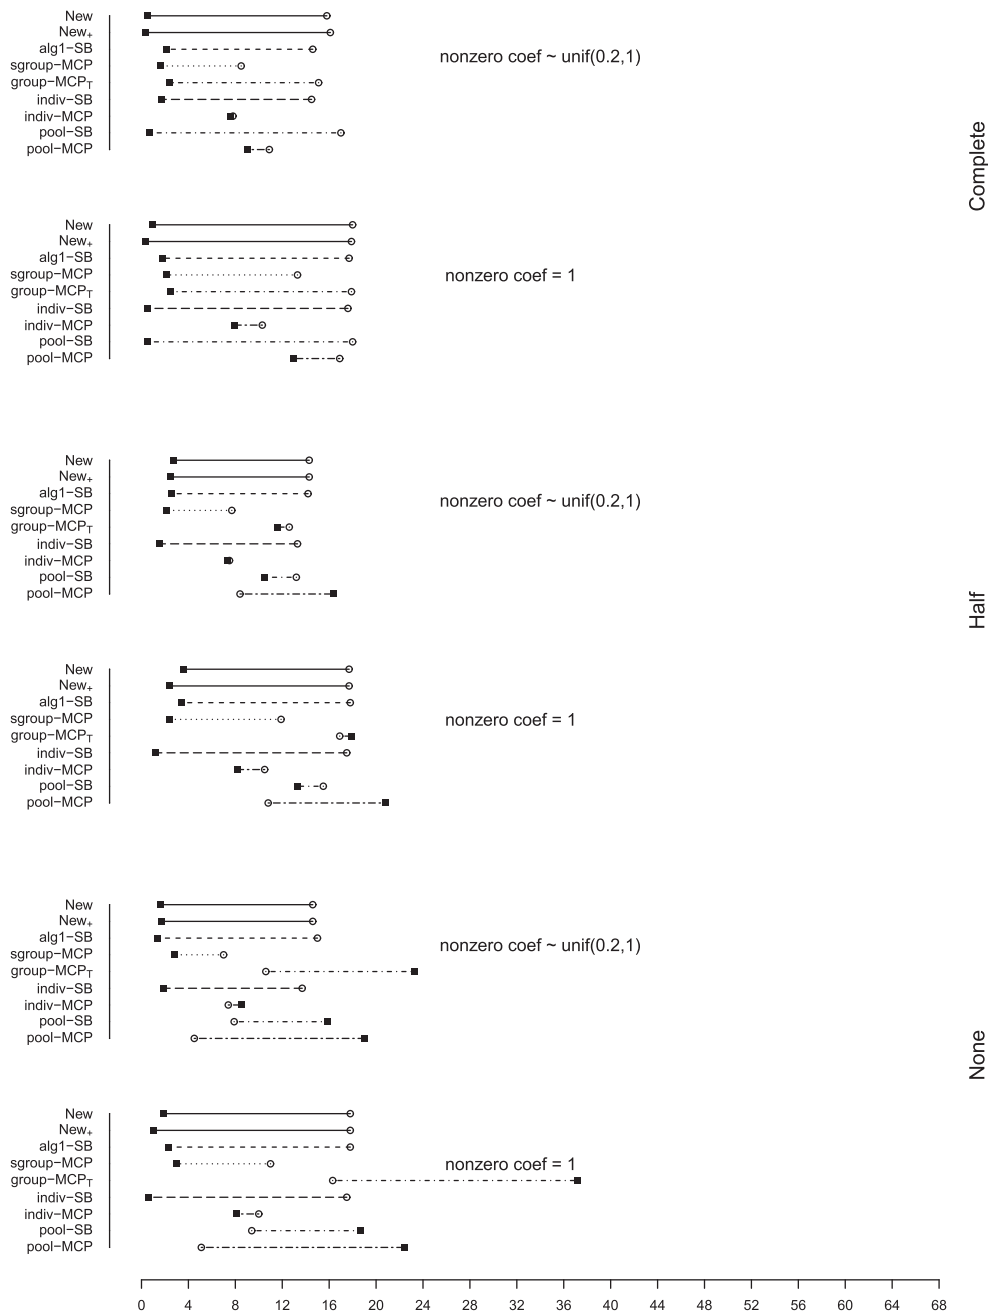 New
New+
alg1−SB
sgroup−MCP
group−MCPT
indiv−SB
indiv−MCP
pool−SB
pool−MCP
nonzero coef ~ unif(0.2,1)
Complete
New
New+
alg1−SB
sgroup−MCP
group−MCPT
indiv−SB
indiv−MCP
pool−SB
pool−MCP
nonzero coef = 1
New
New+
alg1−SB
sgroup−MCP
group−MCPT
indiv−SB
indiv−MCP
pool−SB
pool−MCP
nonzero coef ~ unif(0.2,1)
Half
New
New+
alg1−SB
sgroup−MCP
group−MCPT
indiv−SB
indiv−MCP
pool−SB
pool−MCP
nonzero coef = 1
New
New+
alg1−SB
sgroup−MCP
group−MCPT
indiv−SB
indiv−MCP
pool−SB
pool−MCP
nonzero coef ~ unif(0.2,1)
None
New
New+
alg1−SB
sgroup−MCP
group−MCPT
indiv−SB
indiv−MCP
pool−SB
pool−MCP
nonzero coef = 1
0 4 8 12 16 20 24 28 32 36 40 44 48 52 56 60 64 68